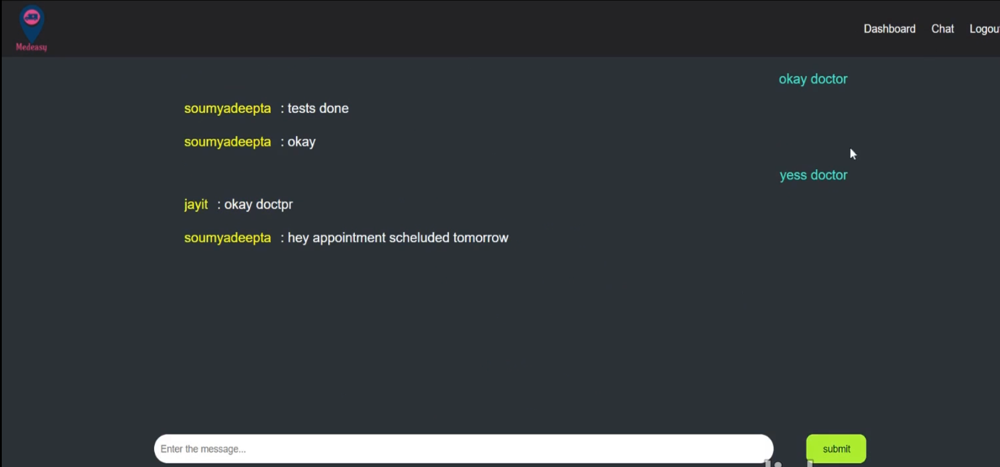 Medeasy
Dashboard Chat Logou
okay doctor
soumyadeepta : tests done
soumyadeepta : okay
yess doctor
jayit : okay doctpr
soumyadeepta : hey appointment scheluded tomorrow
Enter the message...
submit